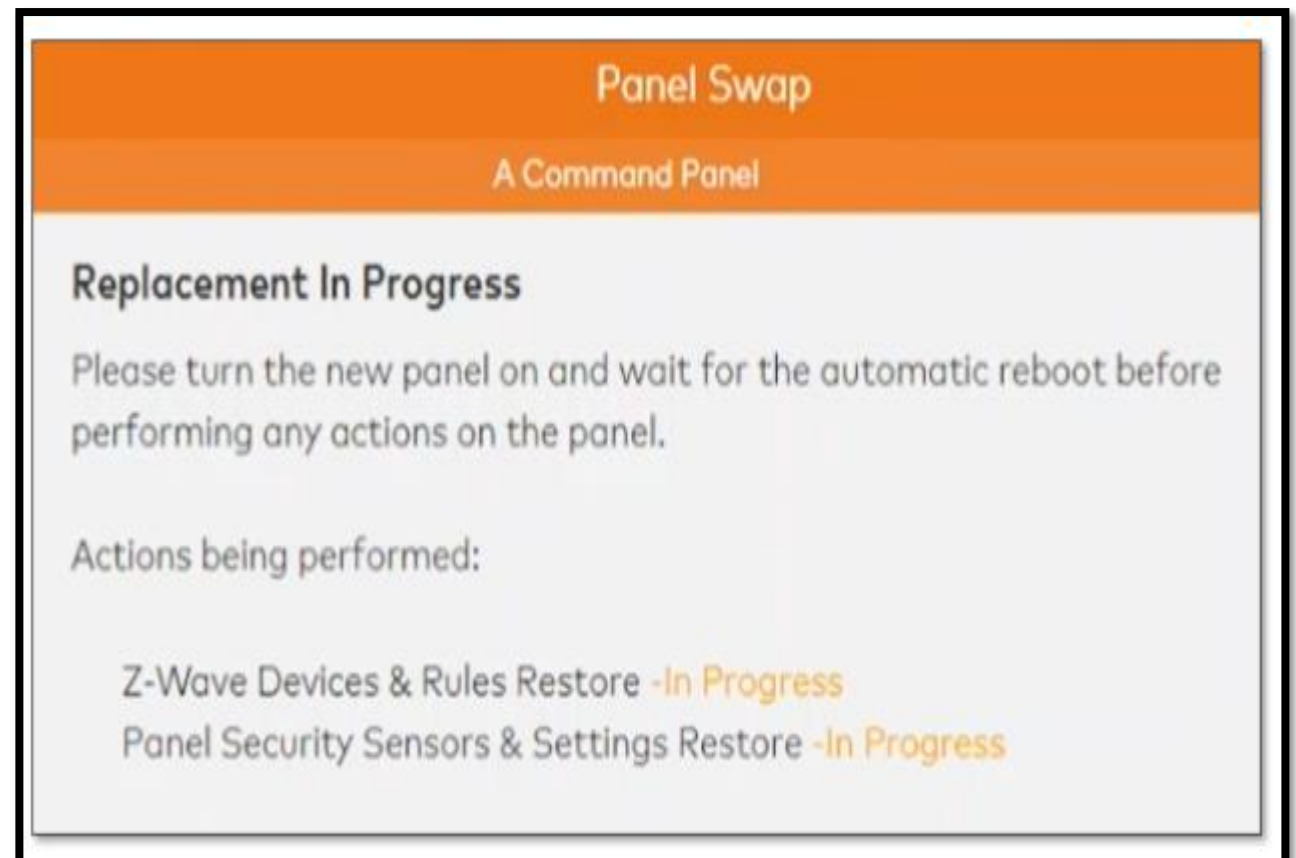 Panel Swap
A Command Panel
Replacement In Progress
Please turn the new panel on and wait for the automatic reboot before
performing any actions on the panel.
Actions being performed:
Z-Wave Devices & Rules Restore -In Progress
Panel Security Sensors & Settings Restore -In Progress